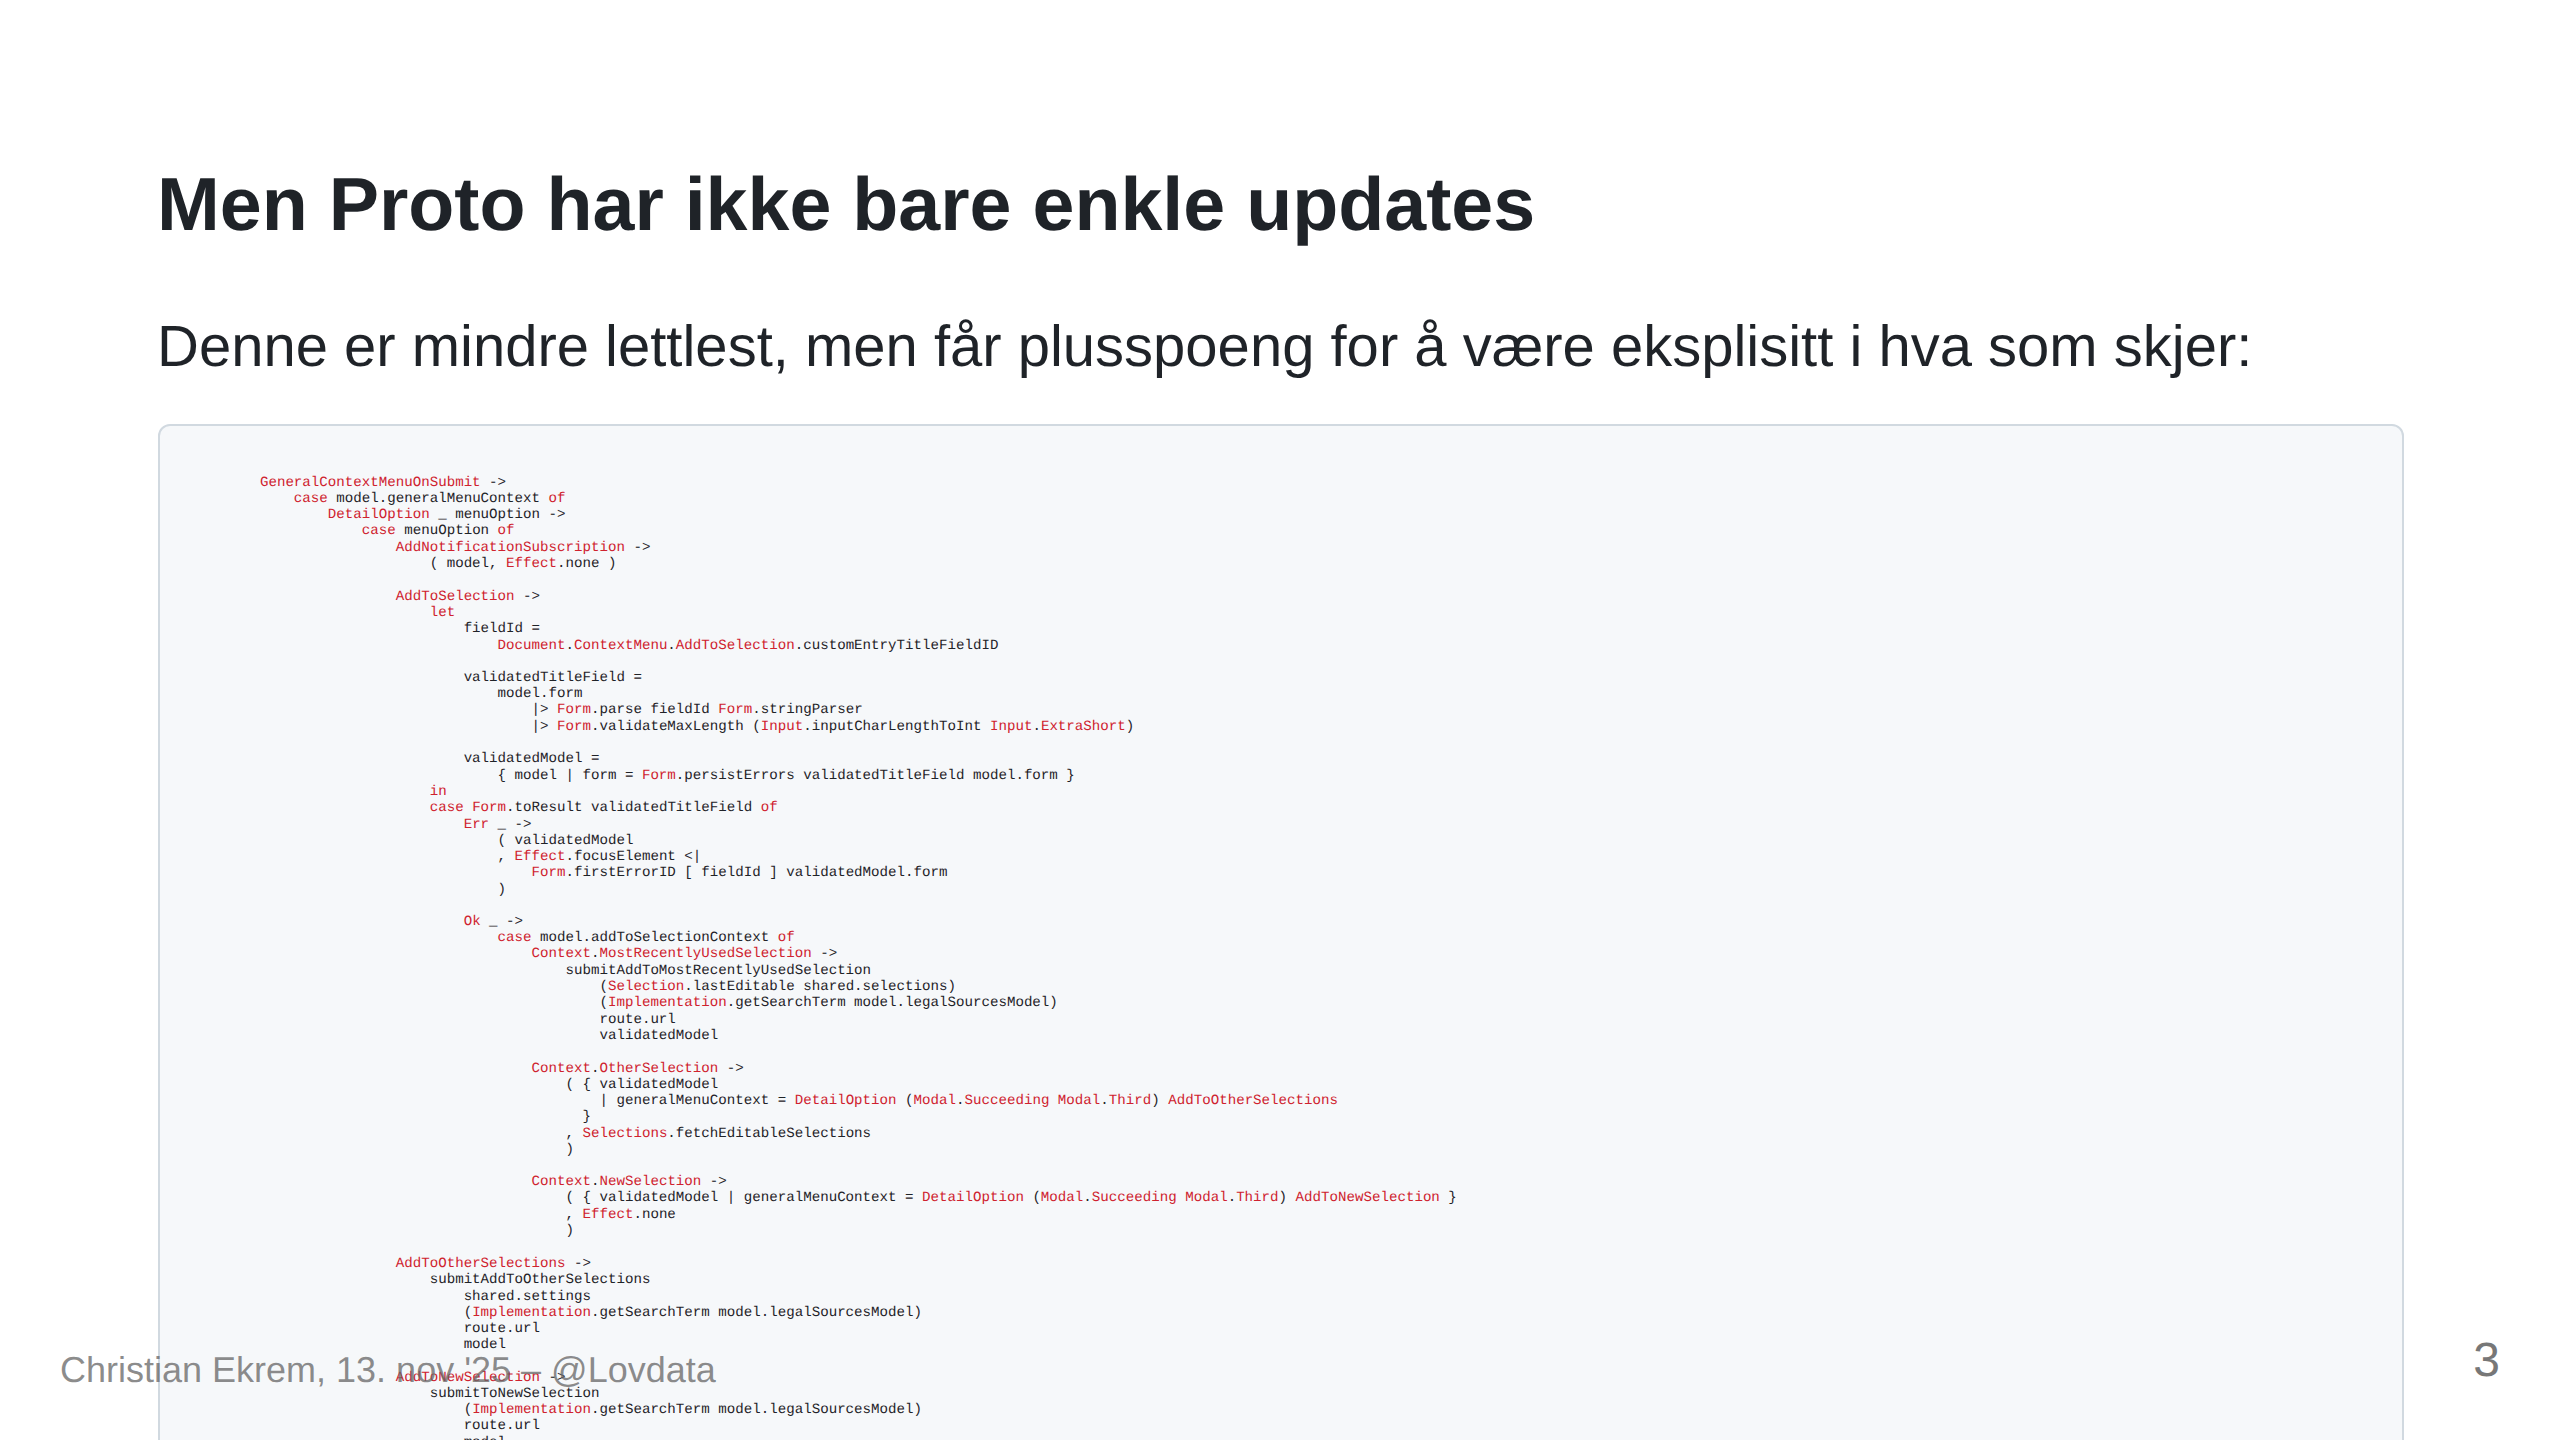 Men Proto har ikke bare enkle updates
Denne er mindre lettlest, men får plusspoeng for å være eksplisitt i hva som skjer:
GeneralContextMenuOnSubmit ->
    case model.generalMenuContext of
        DetailOption _ menuOption ->
            case menuOption of
                AddNotificationSubscription ->
                    ( model, Effect.none )

                AddToSelection ->
                    let
                        fieldId =
                            Document.ContextMenu.AddToSelection.customEntryTitleFieldID

                        validatedTitleField =
                            model.form
                                |> Form.parse fieldId Form.stringParser
                                |> Form.validateMaxLength (Input.inputCharLengthToInt Input.ExtraShort)

                        validatedModel =
                            { model | form = Form.persistErrors validatedTitleField model.form }
                    in
                    case Form.toResult validatedTitleField of
                        Err _ ->
                            ( validatedModel
                            , Effect.focusElement <|
                                Form.firstErrorID [ fieldId ] validatedModel.form
                            )

                        Ok _ ->
                            case model.addToSelectionContext of
                                Context.MostRecentlyUsedSelection ->
                                    submitAddToMostRecentlyUsedSelection
                                        (Selection.lastEditable shared.selections)
                                        (Implementation.getSearchTerm model.legalSourcesModel)
                                        route.url
                                        validatedModel

                                Context.OtherSelection ->
                                    ( { validatedModel
                                        | generalMenuContext = DetailOption (Modal.Succeeding Modal.Third) AddToOtherSelections
                                      }
                                    , Selections.fetchEditableSelections
                                    )

                                Context.NewSelection ->
                                    ( { validatedModel | generalMenuContext = DetailOption (Modal.Succeeding Modal.Third) AddToNewSelection }
                                    , Effect.none
                                    )

                AddToOtherSelections ->
                    submitAddToOtherSelections
                        shared.settings
                        (Implementation.getSearchTerm model.legalSourcesModel)
                        route.url
                        model

                AddToNewSelection ->
                    submitToNewSelection
                        (Implementation.getSearchTerm model.legalSourcesModel)
                        route.url
Christian Ekrem, 13. nov '25 – @Lovdata
3